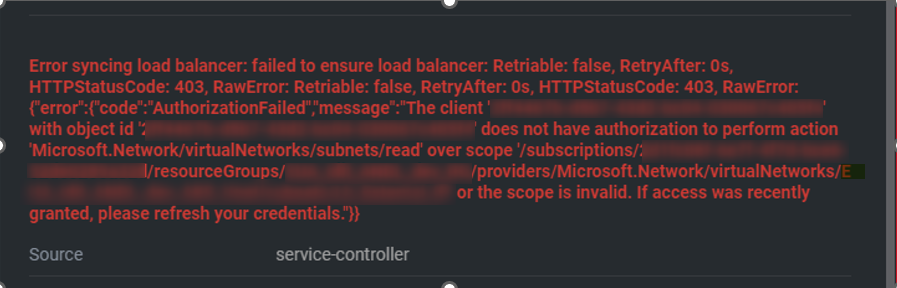 Error syncing load balancer: failed to ensure load balancer: Retriable: false, RetryAfter: 0s,
HTTPStatusCode: 403, RawError: Retriable: false, RetryAfter: 0s, HTTPStatusCode: 403, RawError:
{"error":{"code":"AuthorizationFailed""message":"The client ' '
with object id '2 ' does not have authorization to perform action
'Microsoft.Network/virtualNetworks/subnets/read' over scope '/subscriptions/2
l/resourceGroups/ /providers/Microsoft.Network/virtualNetworks/E
or the scope is invalid. If access was recently
granted, please refresh your credentials."}}
Source service-controller